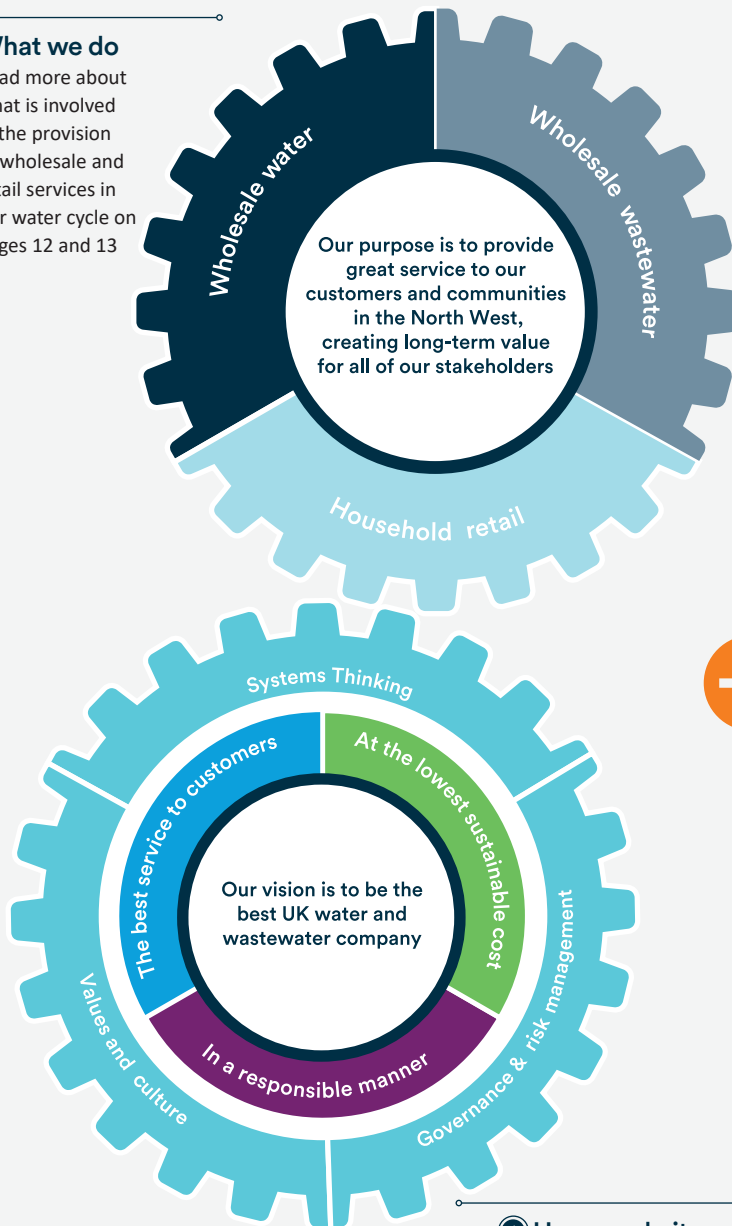 What we do
ad more about
at is involved
the provision
wholesale and
tail services in
r water cycle on
ges 12 and 13
Wholesale water
Wholesale wastewater
Our purpose is to provide
great service to our
customers and communities
in the North West,
creating long-term value
for all of our stakeholders
Household retail
Systems Thinking
The best service to customers
At the lowest sustainable cost
Our vision is to be the
best UK water and
wastewater company
In a responsible manner
Values and culture
Governance & risk management